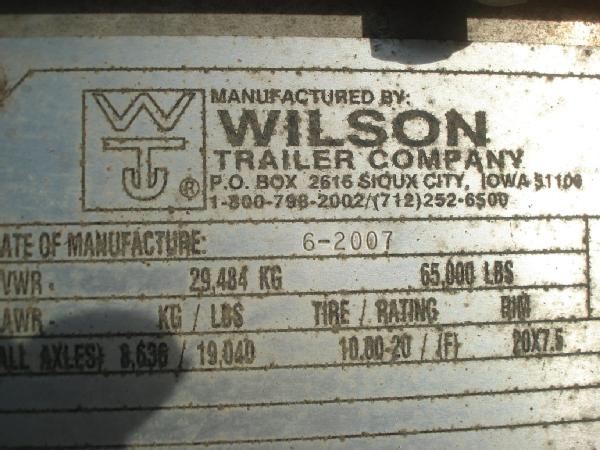 MANUFACTURED BY:
WILSON
TRAILER COMPANY
P.O. BOX 2616 SIOUX CITY, IOWA 51106
1-800-798-2002/(712)252-6500
ATE OF MANUFACTURE: 6-2007
VWR - 29,484 KG 65,000 LBS
AWR - KG / LBS TIRE / RATING RIM
ALL AXLES) 8,636 / 19,040 10.00-20 / (F) 20X7.5